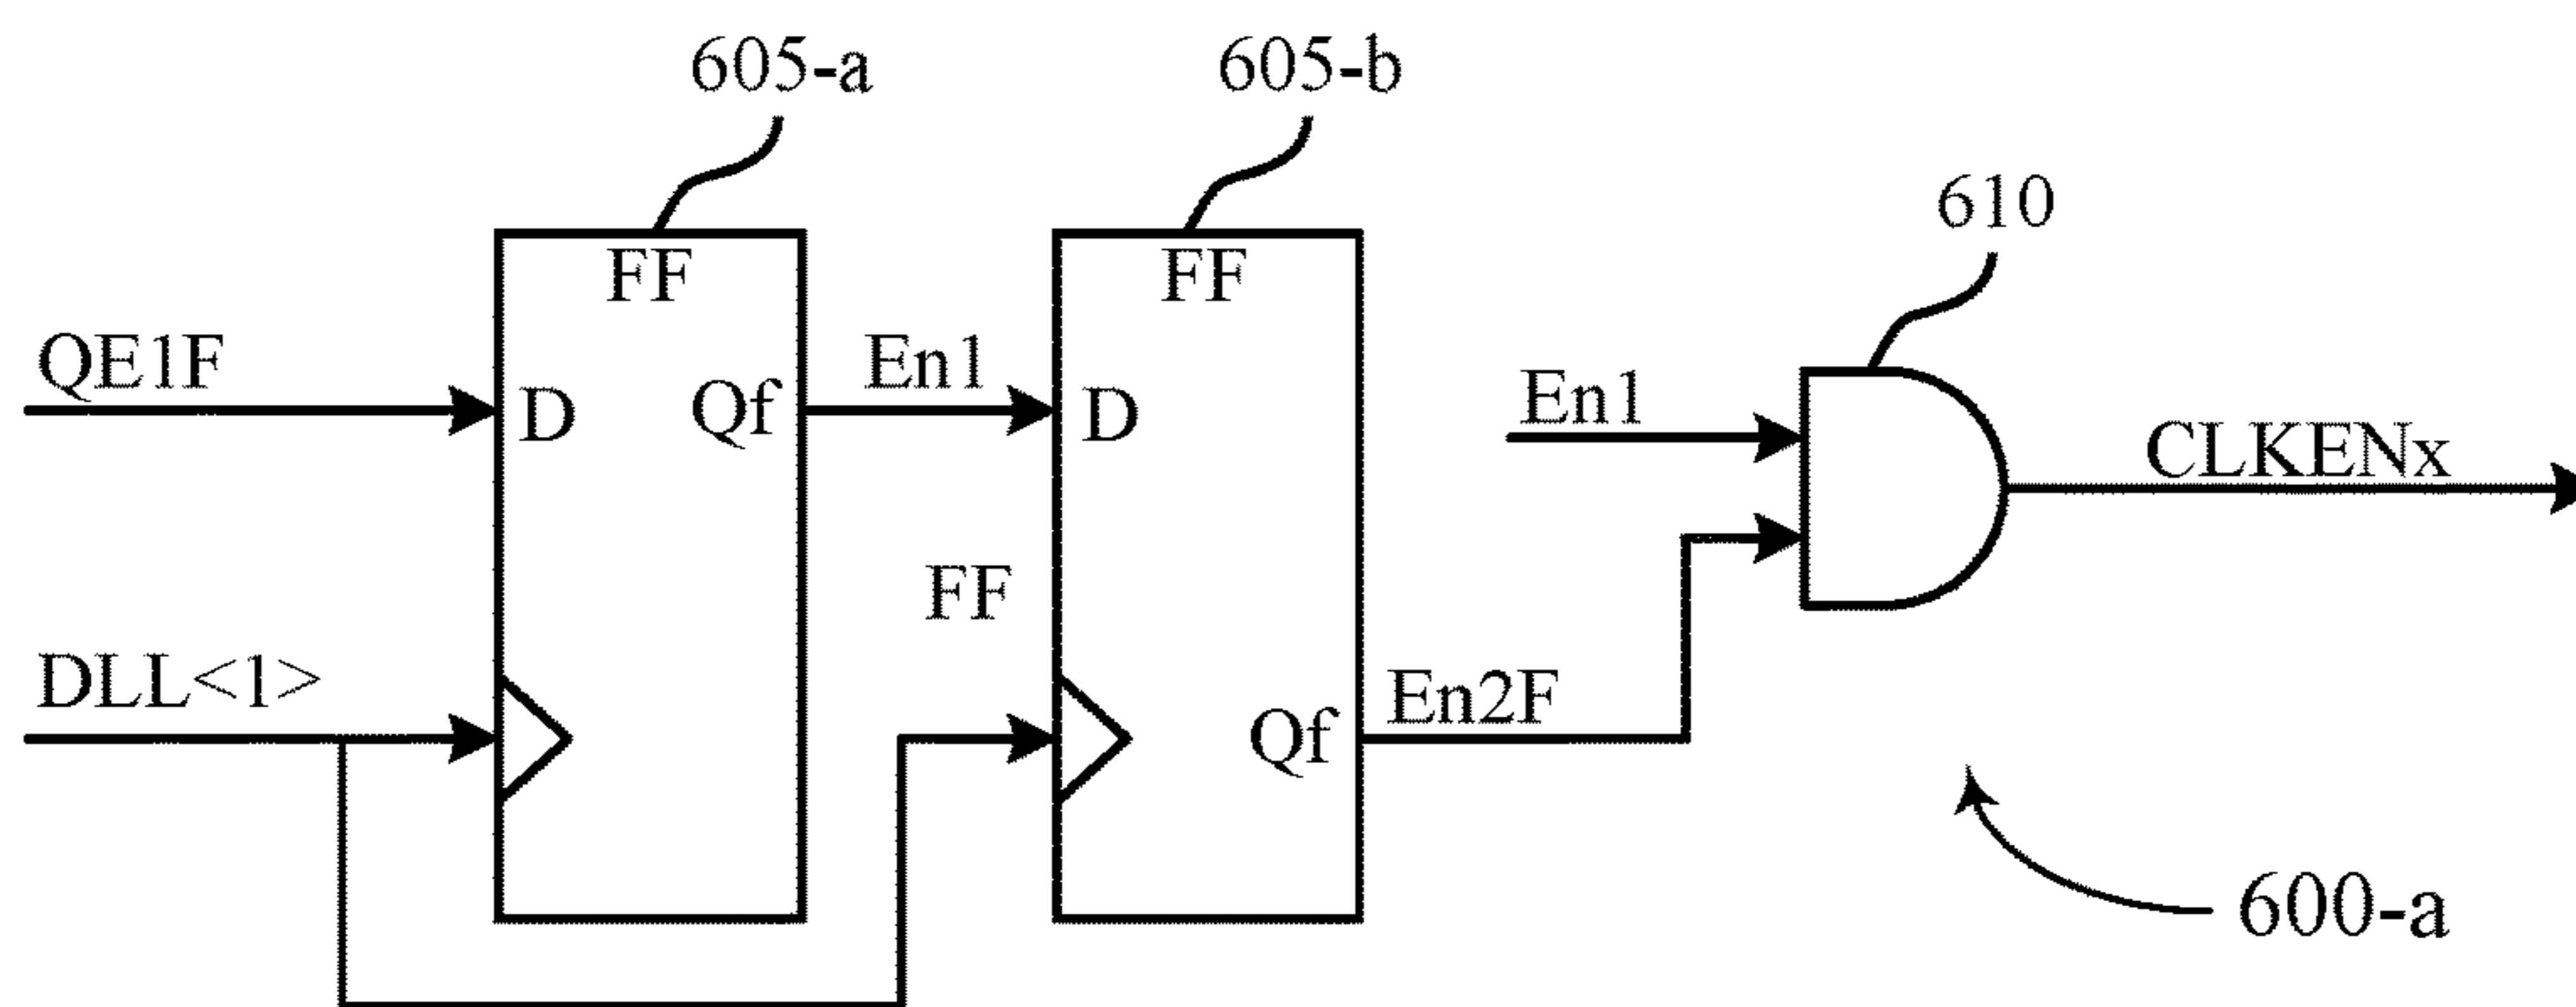 605-a
605-b
610
FF
FF
QE1F
D
Qf
En1
D
En1
CLKENx
FF
DLL<1>
Qf
En2F
600-a